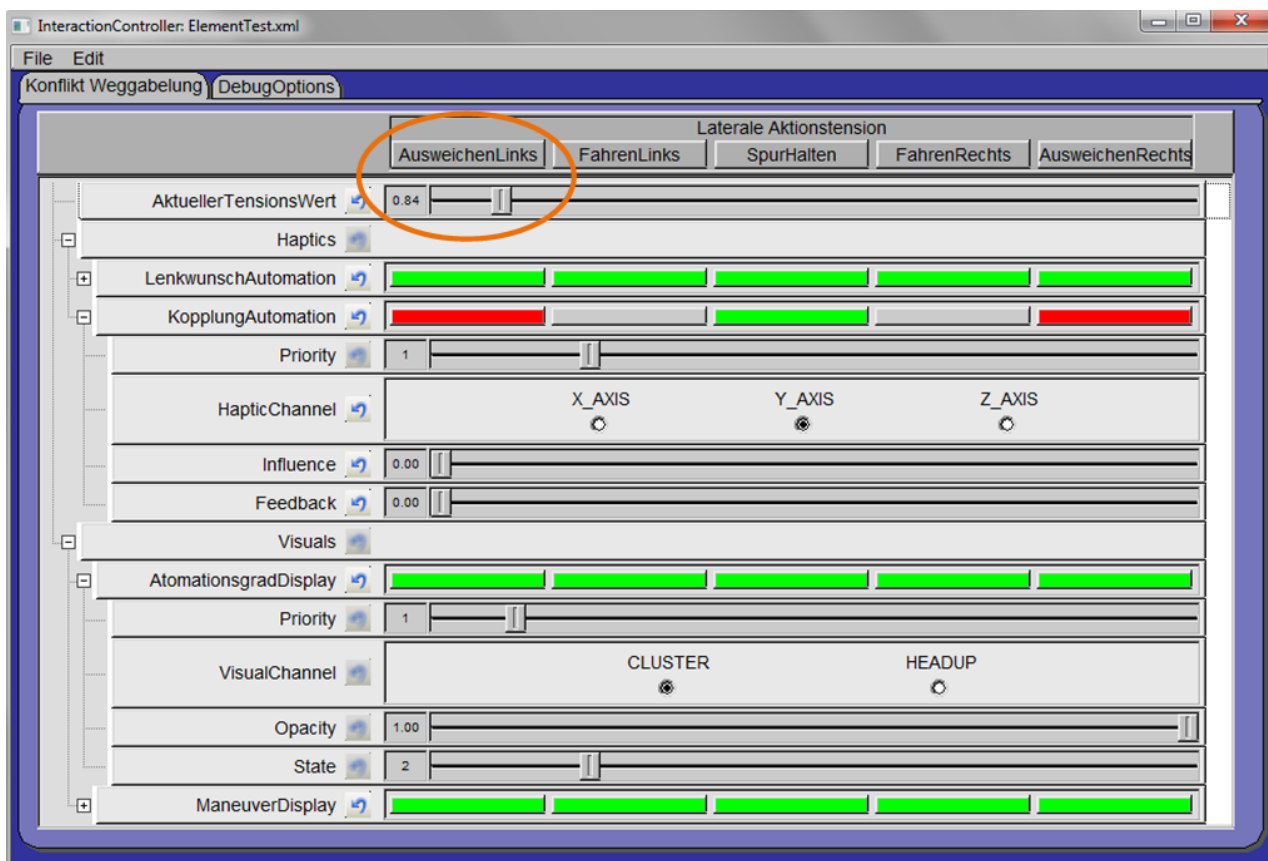 InteractionController: ElementTest.xml
File Edit
Konflikt Weggabelung DebugOptions
Laterale Aktionstension
AusweichenLinks FahrenLinks SpurHalten FahrenRechts AusweichenRechts
AktuellerTensionsWert 0.84
Haptics
LenkwunschAutomation
KopplungAutomation
Priority 1
X_AXIS Y_AXIS Z_AXIS
HapticChannel
Influence 0.00
Feedback 0.00
Visuals
AtomationsgradDisplay
Priority 1
CLUSTER HEADUP
VisualChannel
Opacity 1.00
State 2
ManeuverDisplay